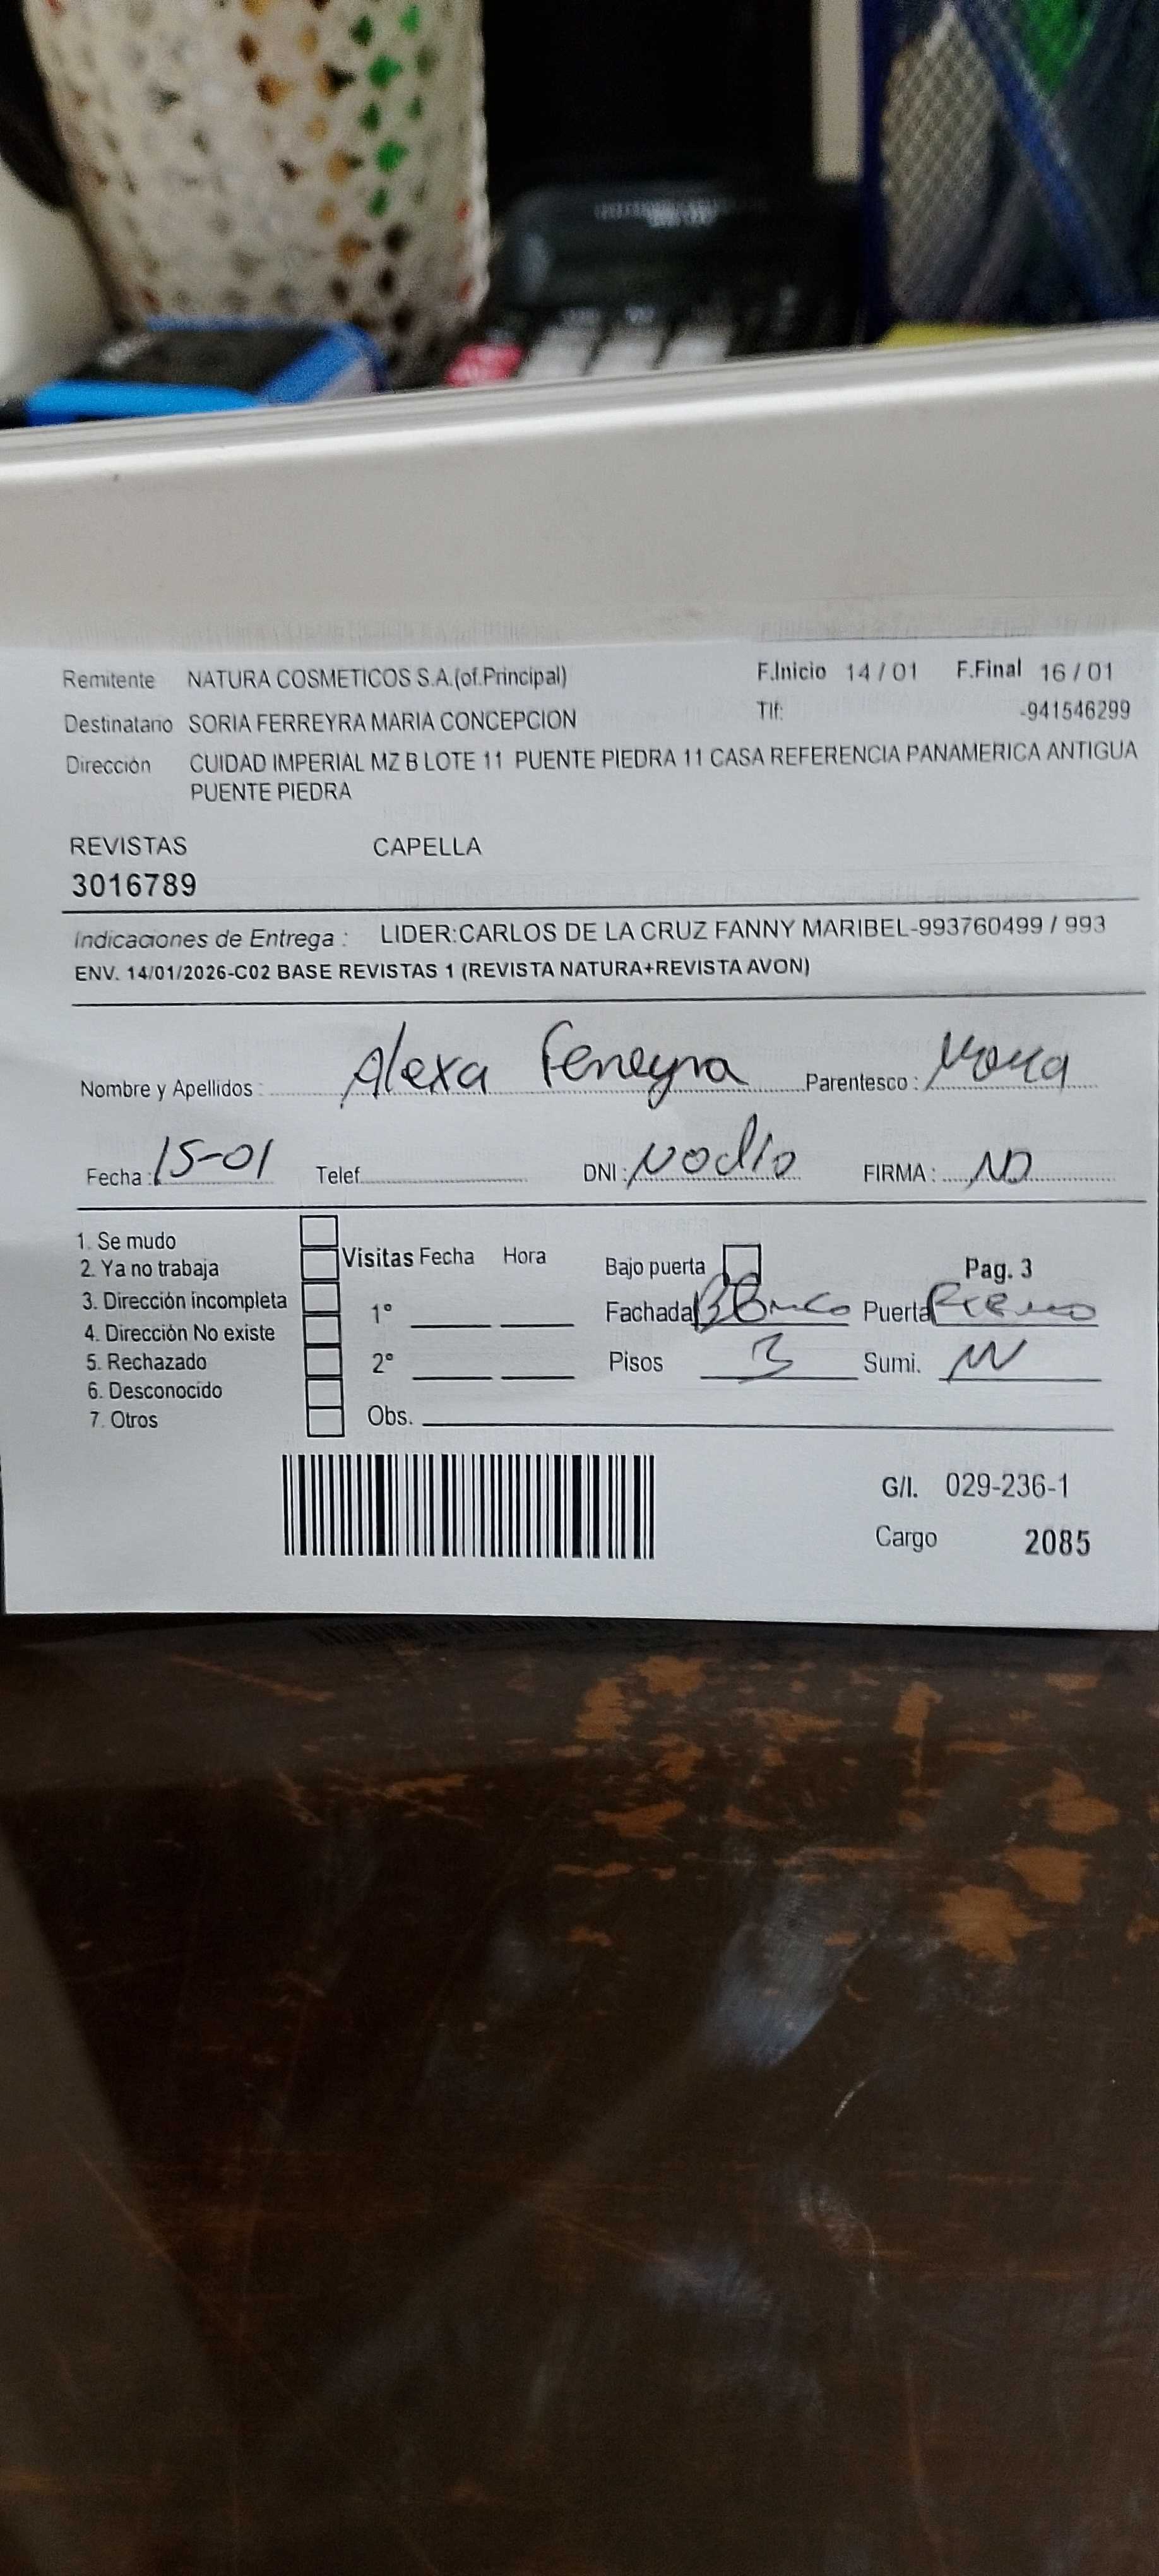 Remitente NATURA COSMETICOS S.A.(of.Principal) F.Inicio 14 / 01 F.Final 16 / 01
Destinatario SORIA FERREYRA MARIA CONCEPCION Tlf: -941546299
Dirección CUIDAD IMPERIAL MZ B LOTE 11 PUENTE PIEDRA 11 CASA REFERENCIA PANAMERICA ANTIGUA
PUENTE PIEDRA
REVISTAS CAPELLA
3016789
Indicaciones de Entrega : LIDER:CARLOS DE LA CRUZ FANNY MARIBEL-993760499 / 993
ENV. 14/01/2026-C02 BASE REVISTAS 1 (REVISTA NATURA+REVISTA AVON)
Nombre y Apellidos : Alexa Ferreyra Parentesco :
Fecha : 15-01 Telef. DNI : No dio FIRMA : ND
1. Se mudo
2. Ya no trabaja Visitas Fecha Hora Bajo puerta Pag. 3
3. Dirección incompleta 1° Fachada Blanco Puerta
4. Dirección No existe
5. Rechazado 2° Pisos 3 Sumi.
6. Desconocido
7. Otros Obs.
G/I. 029-236-1
Cargo 2085